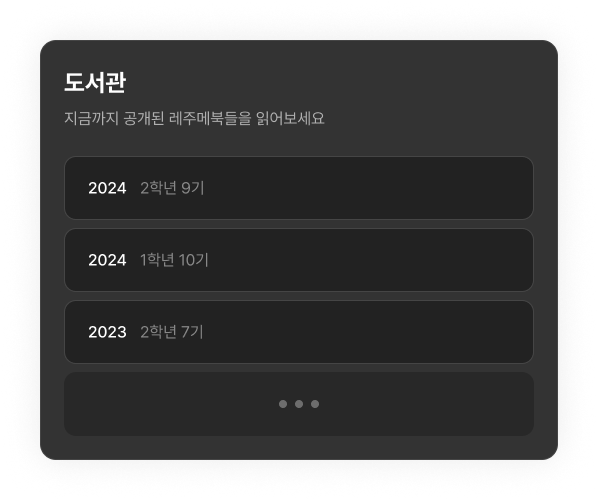 도서관
지금까지 공개된 레주메북들을 읽어보세요
2024 2학년 9기
2024 1학년 10기
2023 2학년 7기